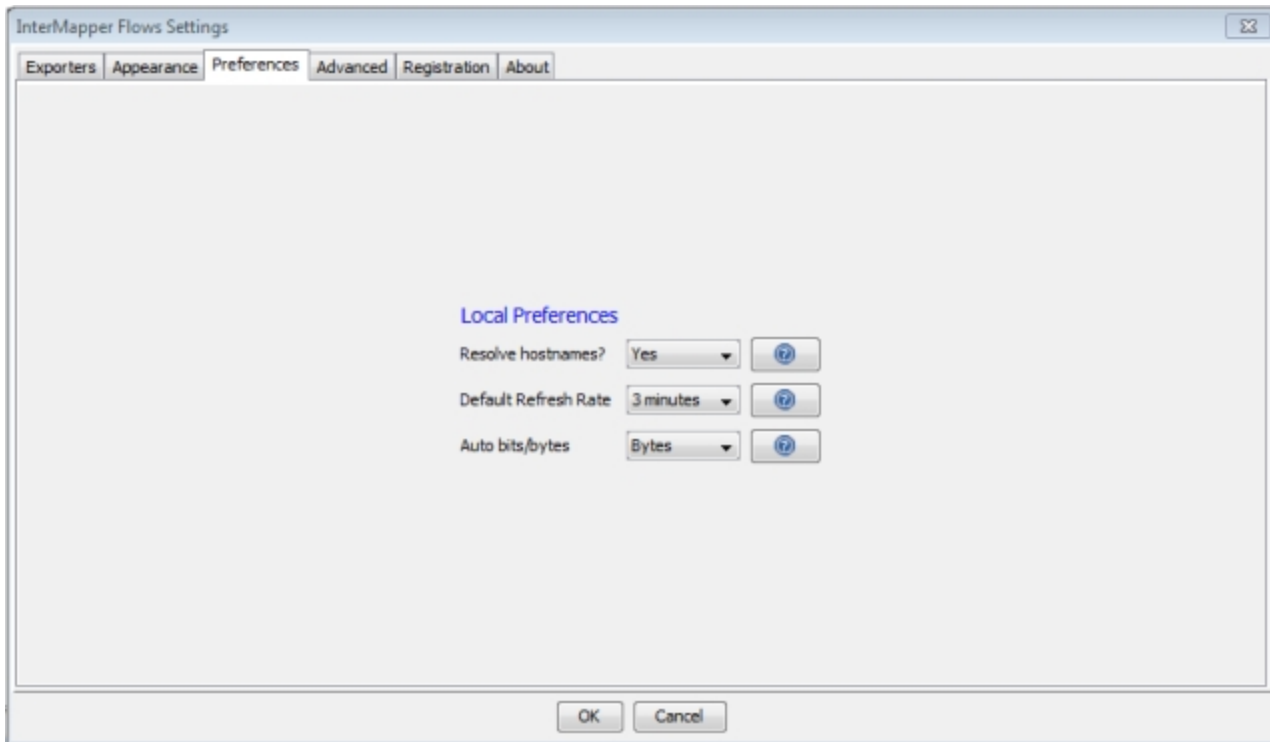 InterMapper Flows Settings
Exporters Appearance Preferences Advanced Registration About
Local Preferences
Resolve hostnames? Yes
Default Refresh Rate 3 minutes
Auto bits/bytes Bytes
OK Cancel